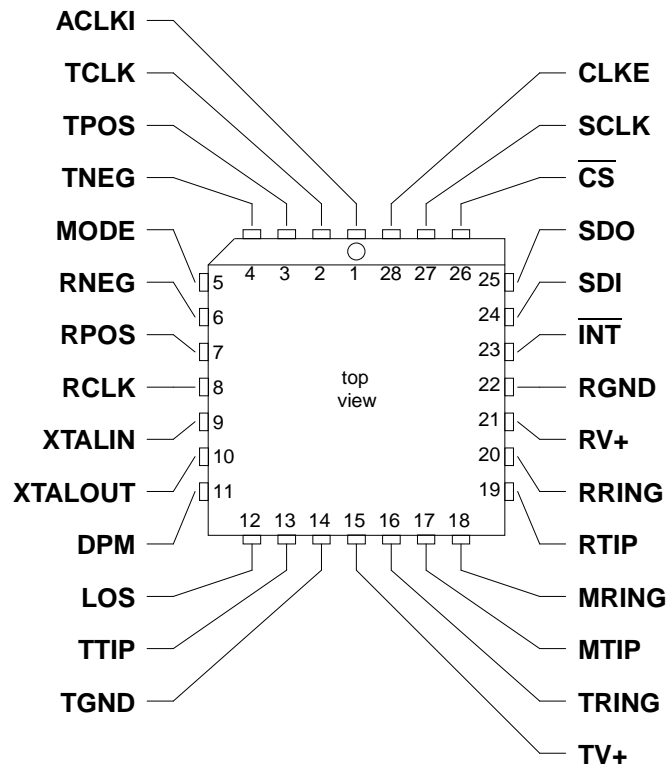 ACLKI
TCLK
TPOS
TNEG
MODE
RNEG
RPOS
RCLK
XTALIN
XTALOUT
DPM
LOS
TTIP
TGND
CLKE
SCLK
C̅S̅
SDO
SDI
I̅N̅T̅
RGND
RV+
RRING
RTIP
MRING
MTIP
TRING
TV+
4 3 2 1 28 27 26
5
6
7
8
9
10
11
25
24
23
22
21
20
19
top
view
12 13 14 15 16 17 18